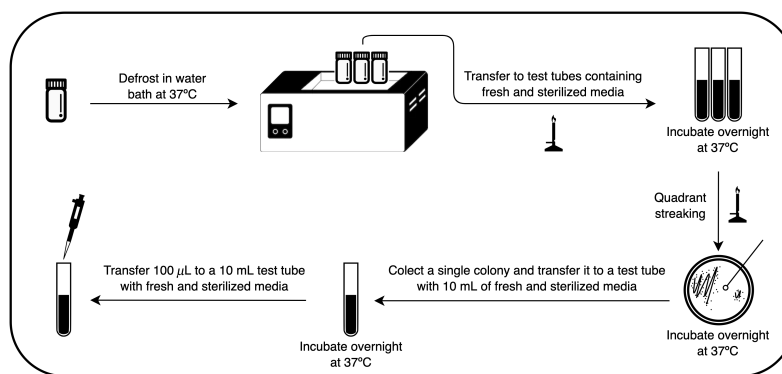 Defrost in water
bath at 37ºC
Transfer to test tubes containing
fresh and sterilized media
Incubate overnight
at 37ºC
Quadrant
streaking
Incubate overnight
at 37ºC
Colect a single colony and transfer it to a test tube
with 10 mL of fresh and sterilized media
Incubate overnight
at 37ºC
Transfer 100 μL to a 10 mL test tube
with fresh and sterilized media